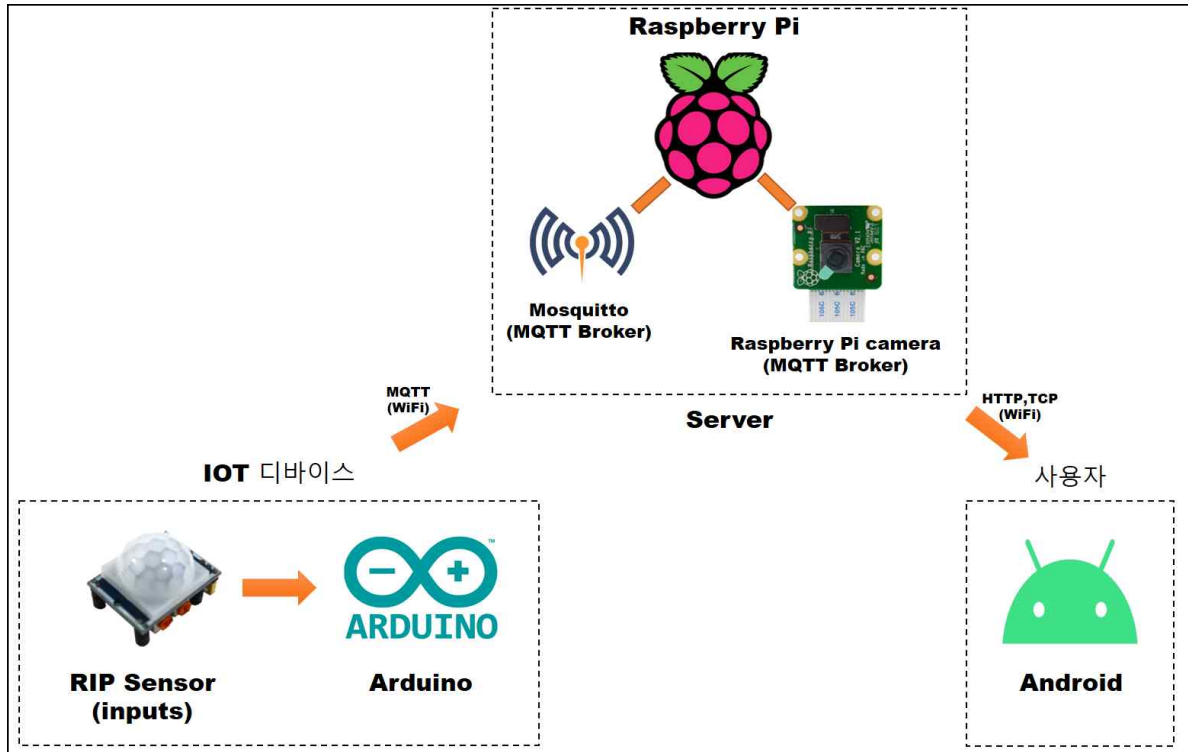 Raspberry Pi
Mosquitto
(MQTT Broker)
Raspberry Pi camera
(MQTT Broker)
MQTT
(WiFi)
Server
HTTP,TCP
(WiFi)
IOT 디바이스
사용자
ARDUINO
TM
RIP Sensor
(inputs)
Arduino
Android